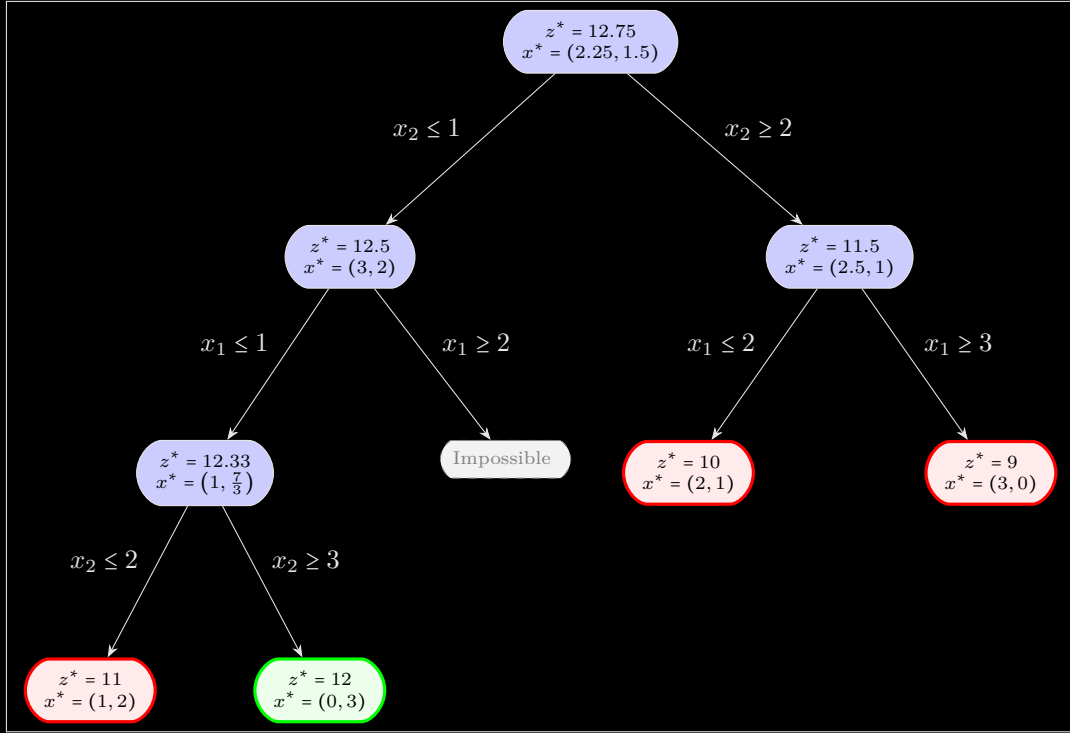 z* = 12.75
x* = (2.25, 1.5)
x₂ ≤ 1
x₂ ≥ 2
z* = 12.5
x* = (3, 2)
z* = 11.5
x* = (2.5, 1)
x₁ ≤ 1
x₁ ≥ 2
x₁ ≤ 2
x₁ ≥ 3
z* = 12.33
x* = (1, 7/3)
Impossible
z* = 10
x* = (2, 1)
z* = 9
x* = (3, 0)
x₂ ≤ 2
x₂ ≥ 3
z* = 11
x* = (1, 2)
z* = 12
x* = (0, 3)